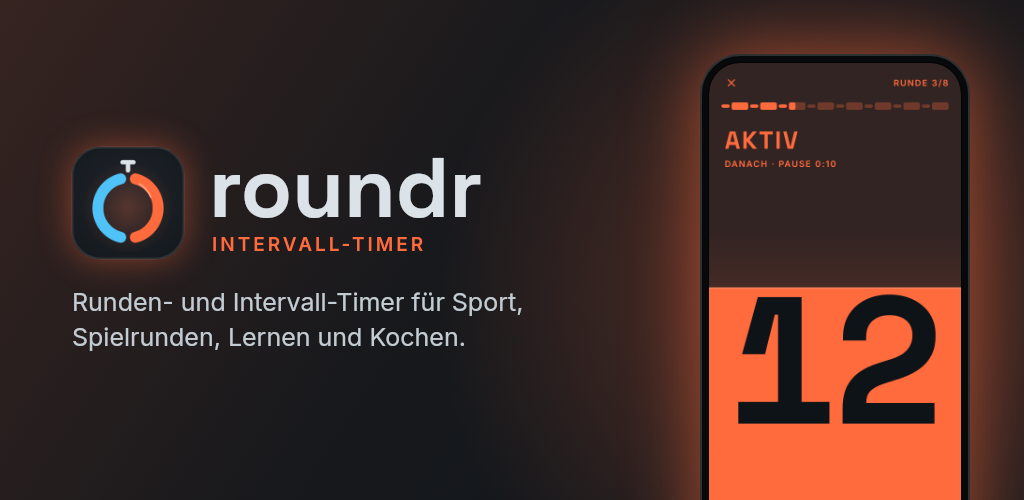 roundr
INTERVALL-TIMER
Runden- und Intervall-Timer für Sport,
Spielrunden, Lernen und Kochen.
× RUNDE 3/8
AKTIV
DANACH · PAUSE 0:10
12